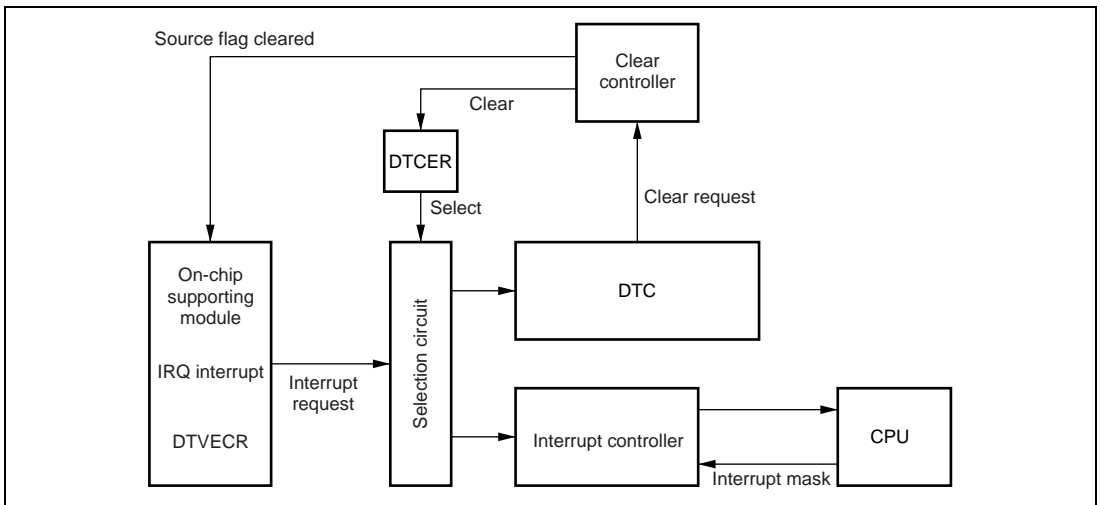 Source flag cleared
Clear
controller
Clear
DTCER
Select
Clear request
On-chip
supporting
module
IRQ interrupt
DTVECR
Interrupt
request
Selection circuit
DTC
Interrupt controller
CPU
Interrupt mask